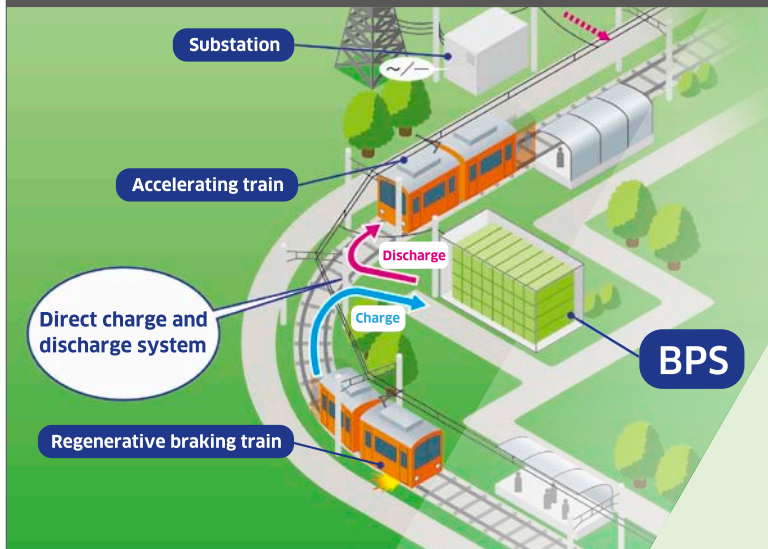 Substation
~/−
Accelerating train
Discharge
Charge
Direct charge and
discharge system
BPS
Regenerative braking train